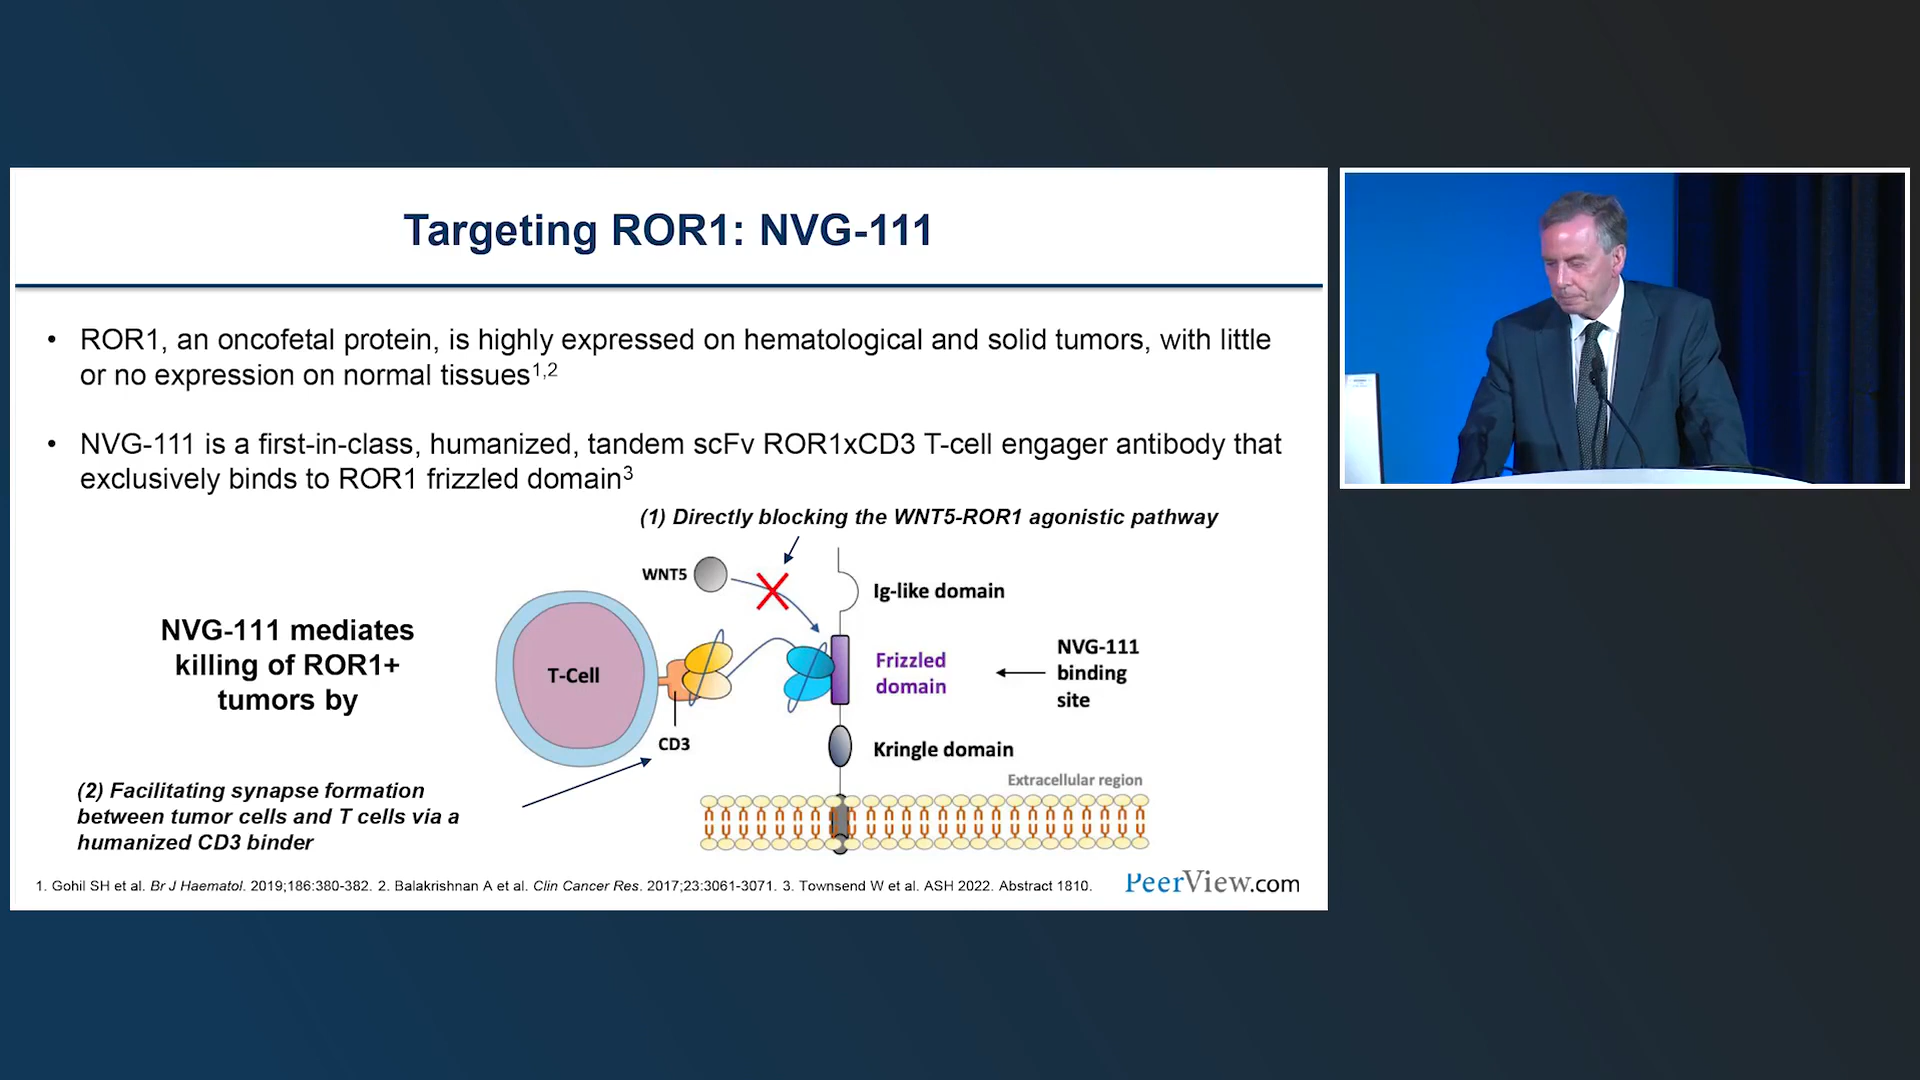 Targeting ROR1: NVG-111
• ROR1, an oncofetal protein, is highly expressed on hematological and solid tumors, with little
or no expression on normal tissues1,2
• NVG-111 is a first-in-class, humanized, tandem scFv ROR1xCD3 T-cell engager antibody that
exclusively binds to ROR1 frizzled domain3
(1) Directly blocking the WNT5-ROR1 agonistic pathway
WNT5
Ig-like domain
NVG-111 mediates
killing of ROR1+
tumors by
T-Cell
CD3
Frizzled
domain
NVG-111
binding
site
Kringle domain
Extracellular region
(2) Facilitating synapse formation
between tumor cells and T cells via a
humanized CD3 binder
1. Gohil SH et al. Br J Haematol. 2019;186:380-382. 2. Balakrishnan A et al. Clin Cancer Res. 2017;23:3061-3071. 3. Townsend W et al. ASH 2022. Abstract 1810.
PeerView.com